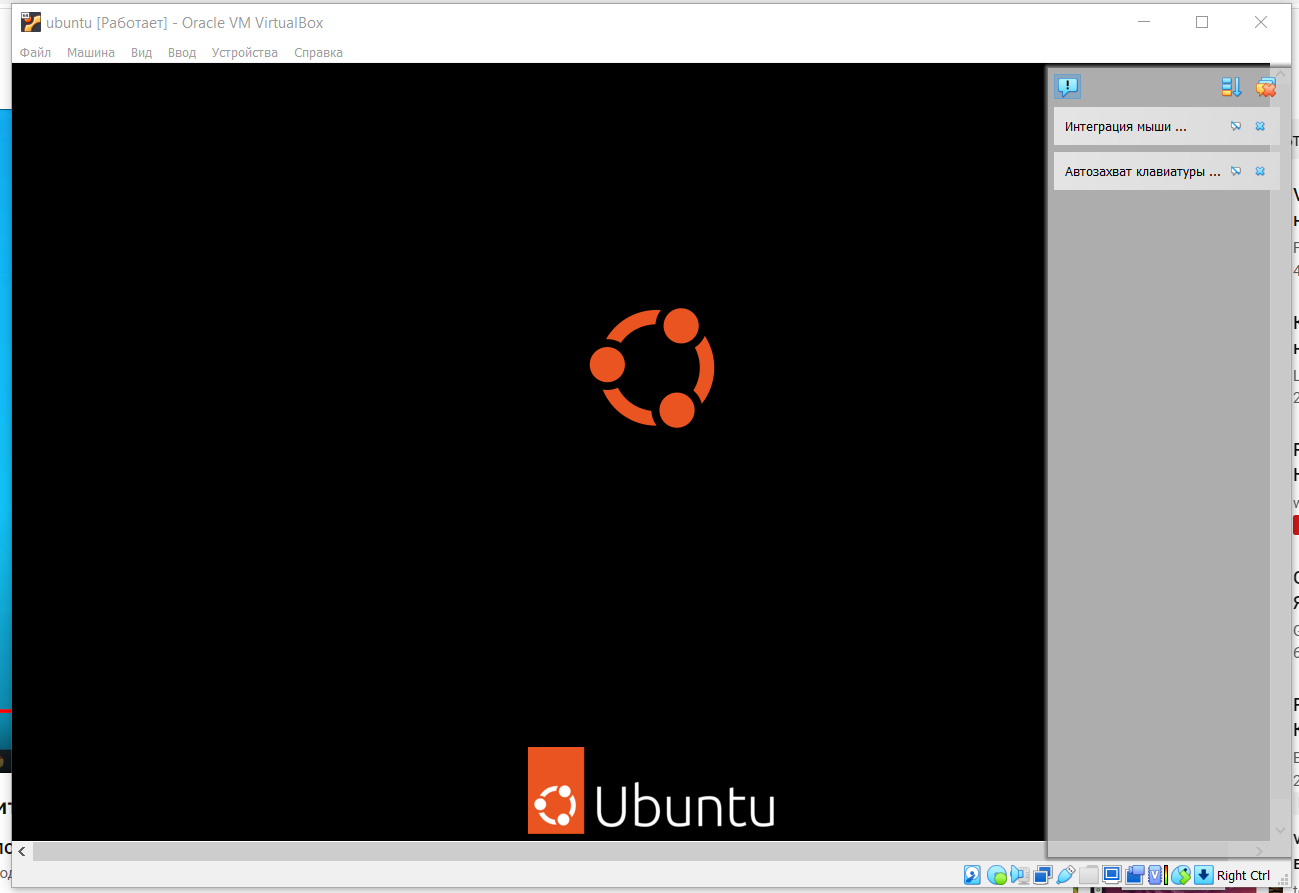 ubuntu [Работает] - Oracle VM VirtualBox
Файл Машина Вид Ввод Устройства Справка
Интеграция мыши ...
Автозахват клавиатуры ...
Ubuntu
Right Ctrl